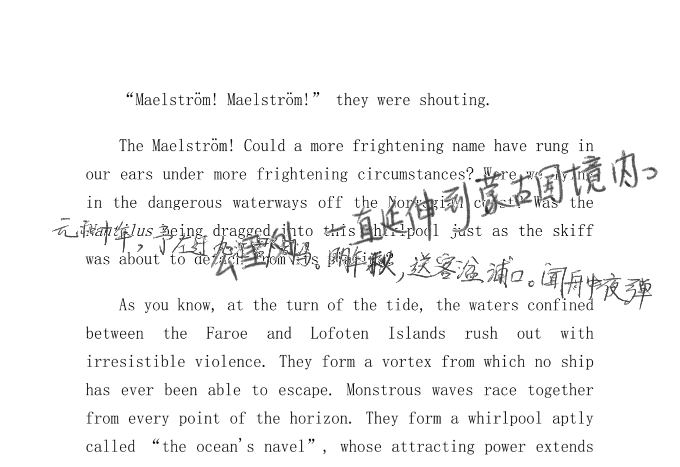 “Maelström! Maelström!” they were shouting.
The Maelström! Could a more frightening name have rung in
our ears under more frightening circumstances? Were we lying
in the dangerous waterways off the Norwegian coast? Was the
Nautilus being dragged into this whirlpool just as the skiff
was about to detach from its
公里处，一直延伸到蒙古国境内。
元和十年，予左迁九江郡司马。明年秋，送客湓浦口。闻舟中夜弹
As you know, at the turn of the tide, the waters confined
between the Faroe and Lofoten Islands rush out with
irresistible violence. They form a vortex from which no ship
has ever been able to escape. Monstrous waves race together
from every point of the horizon. They form a whirlpool aptly
called “the ocean's navel”, whose attracting power extends